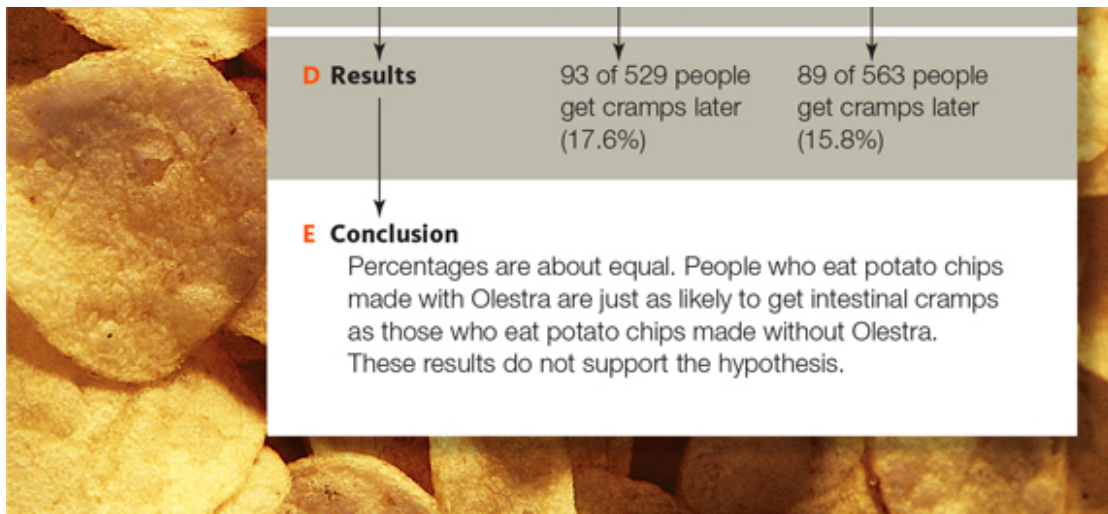 D Results
93 of 529 people
get cramps later
(17.6%)
89 of 563 people
get cramps later
(15.8%)
E Conclusion
Percentages are about equal. People who eat potato chips
made with Olestra are just as likely to get intestinal cramps
as those who eat potato chips made without Olestra.
These results do not support the hypothesis.